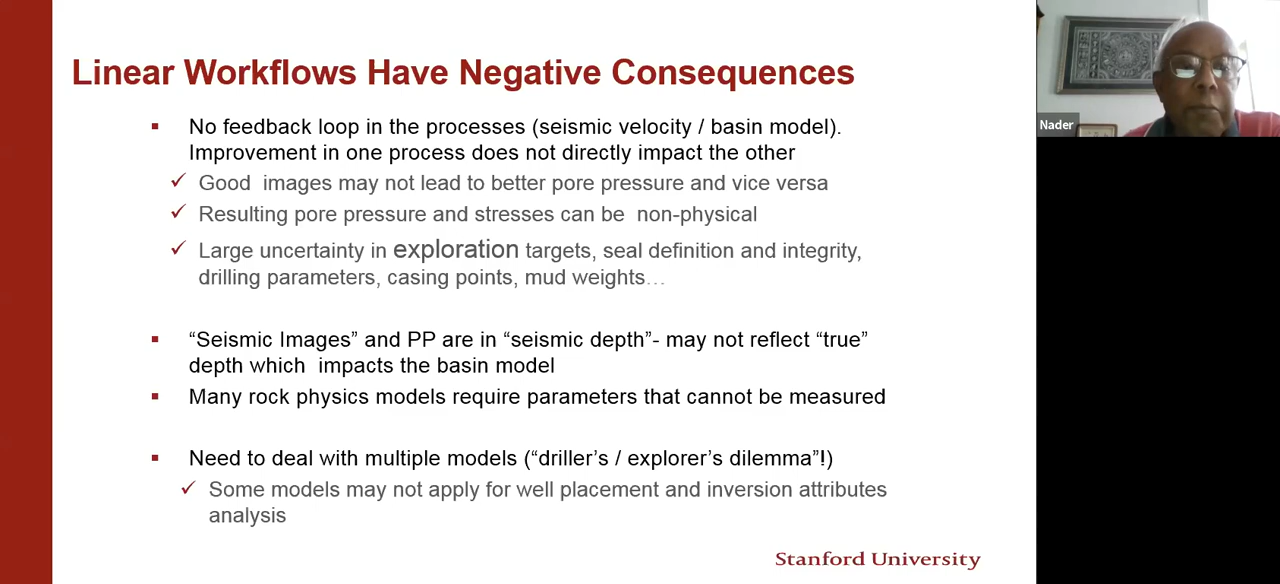 Linear Workflows Have Negative Consequences
No feedback loop in the processes (seismic velocity / basin model).
Improvement in one process does not directly impact the other
Good images may not lead to better pore pressure and vice versa
Resulting pore pressure and stresses can be non-physical
Large uncertainty in exploration targets, seal definition and integrity,
drilling parameters, casing points, mud weights…
“Seismic Images” and PP are in “seismic depth”- may not reflect “true”
depth which impacts the basin model
Many rock physics models require parameters that cannot be measured
Need to deal with multiple models (“driller’s / explorer’s dilemma”!)
Some models may not apply for well placement and inversion attributes
analysis
Stanford University
Nader